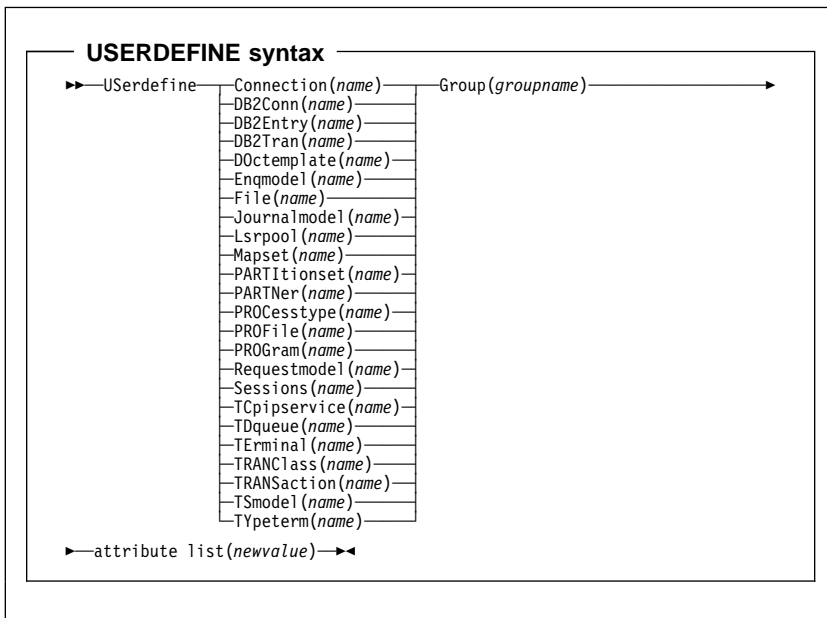 USERDEFINE syntax
USerdefine Connection(name) Group(groupname)
DB2Conn(name)
DB2Entry(name)
DB2Tran(name)
DOctemplate(name)
Enqmodel(name)
File(name)
Journalmodel(name)
Lsrpool(name)
Mapset(name)
PARTItionset(name)
PARTNer(name)
PROCesstype(name)
PROFile(name)
PROGram(name)
Requestmodel(name)
Sessions(name)
TCpipservice(name)
TDqueue(name)
TErminal(name)
TRANClass(name)
TRANSaction(name)
TSmodel(name)
TYpeterm(name)
attribute list(newvalue)